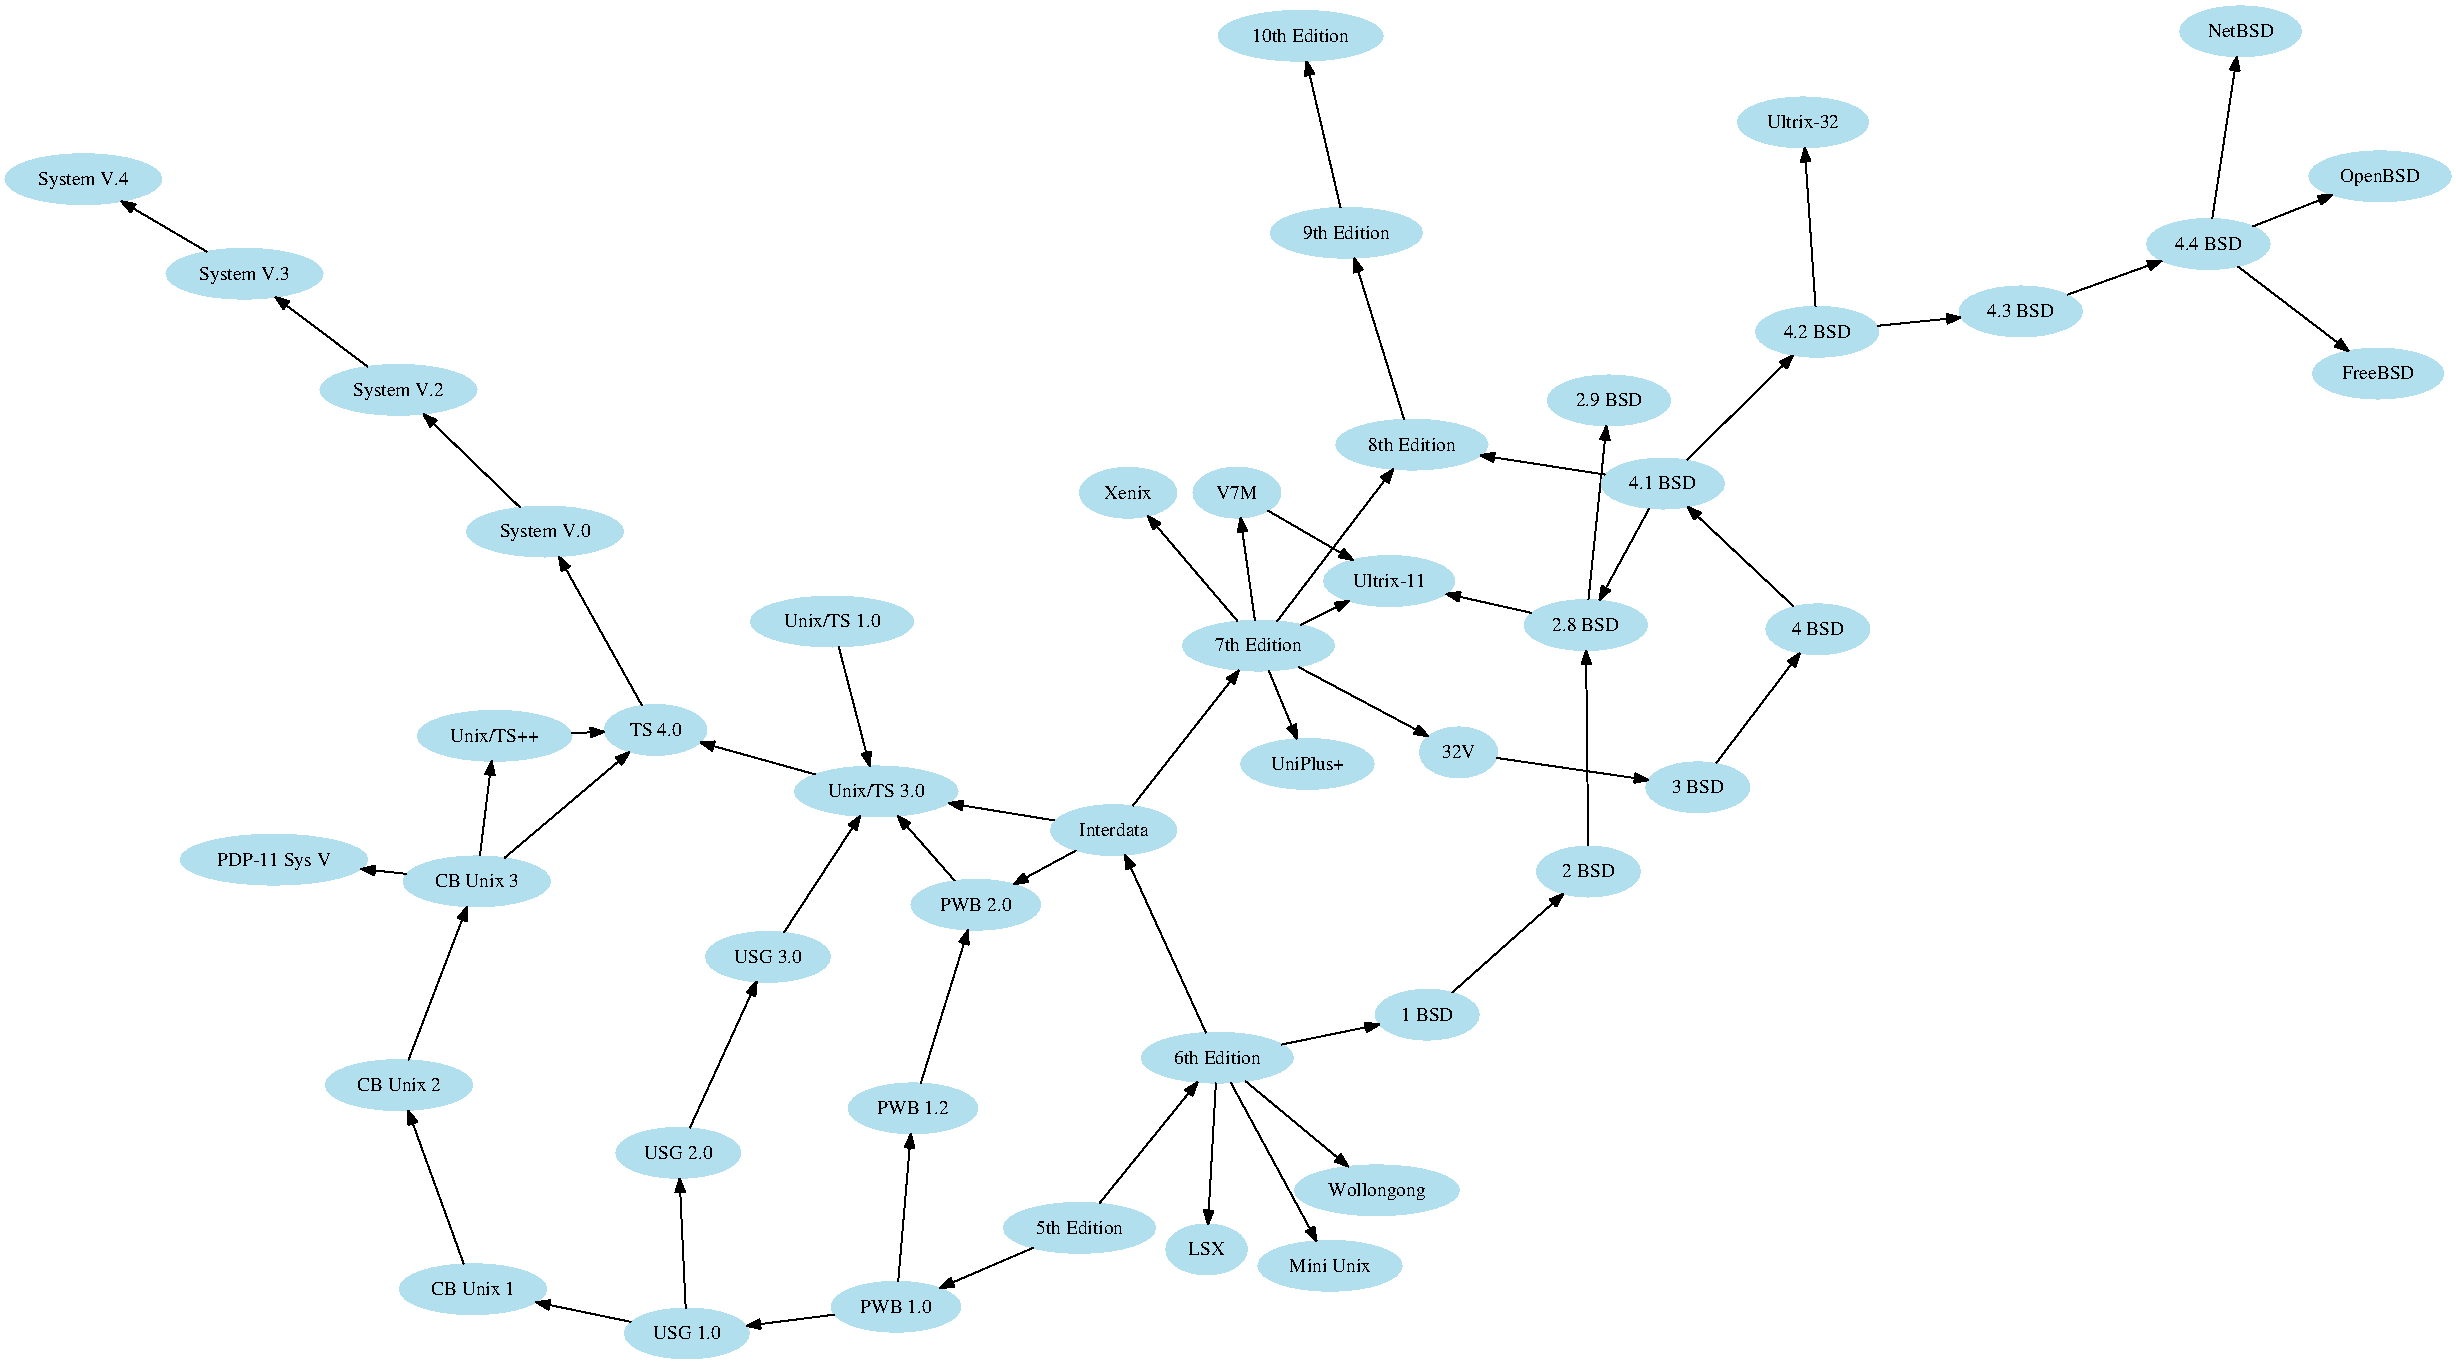 NetBSD
10th Edition
Ultrix-32
OpenBSD
System V.4
9th Edition
4.4 BSD
System V.3
4.3 BSD
4.2 BSD
FreeBSD
System V.2
2.9 BSD
8th Edition
4.1 BSD
Xenix
V7M
System V.0
Ultrix-11
Unix/TS 1.0
2.8 BSD
4 BSD
7th Edition
TS 4.0
Unix/TS++
32V
UniPlus+
3 BSD
Unix/TS 3.0
Interdata
PDP-11 Sys V
2 BSD
CB Unix 3
PWB 2.0
USG 3.0
1 BSD
6th Edition
CB Unix 2
PWB 1.2
USG 2.0
Wollongong
5th Edition
LSX
Mini Unix
CB Unix 1
PWB 1.0
USG 1.0